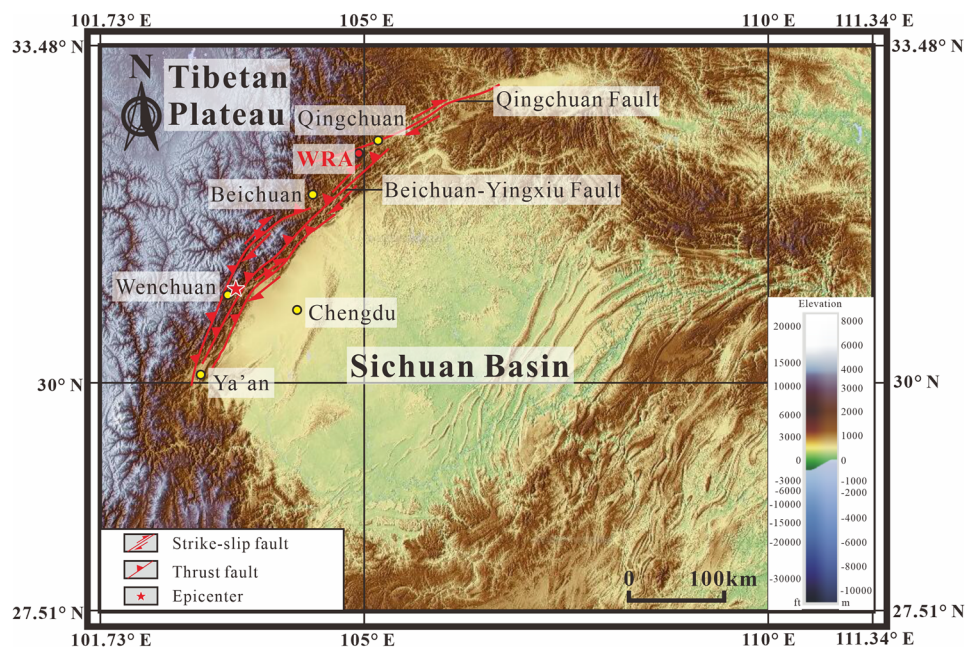 101.73° E 105° E 110° E 111.34° E
33.48° N 33.48° N
N
Tibetan
Plateau
Qingchuan Fault
Qingchuan
WRA
Beichuan
Beichuan-Yingxiu Fault
Wenchuan
Chengdu
Sichuan Basin
Ya'an
30° N 30° N
Elevation
20000 8000
6000
15000 4000
10000 3000
6000 2000
3000 1000
0 0
-3000 -1000
-6000 -2000
-10000 -4000
-15000 -6000
-20000 -8000
-30000 -10000
ft m
Strike-slip fault
Thrust fault
Epicenter
0 100km
27.51° N 27.51° N
101.73° E 105° E 110° E 111.34° E